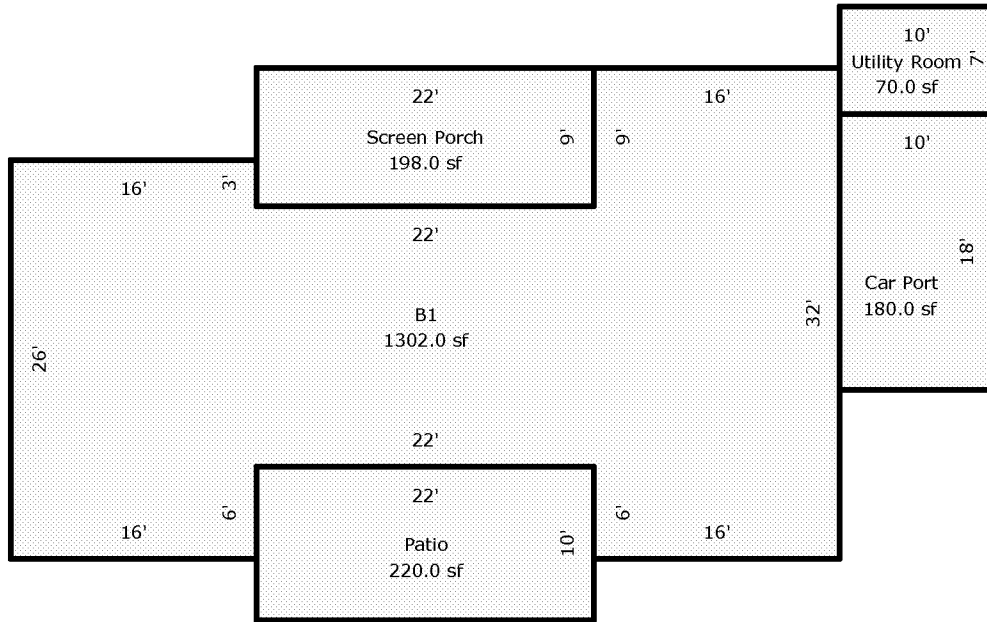 10'
Utility Room
7'
70.0 sf
22'
16'
Screen Porch
198.0 sf
9'
9'
10'
16'
3'
22'
18'
Car Port
180.0 sf
B1
1302.0 sf
32'
26'
22'
22'
16'
6'
6'
16'
Patio
220.0 sf
10'